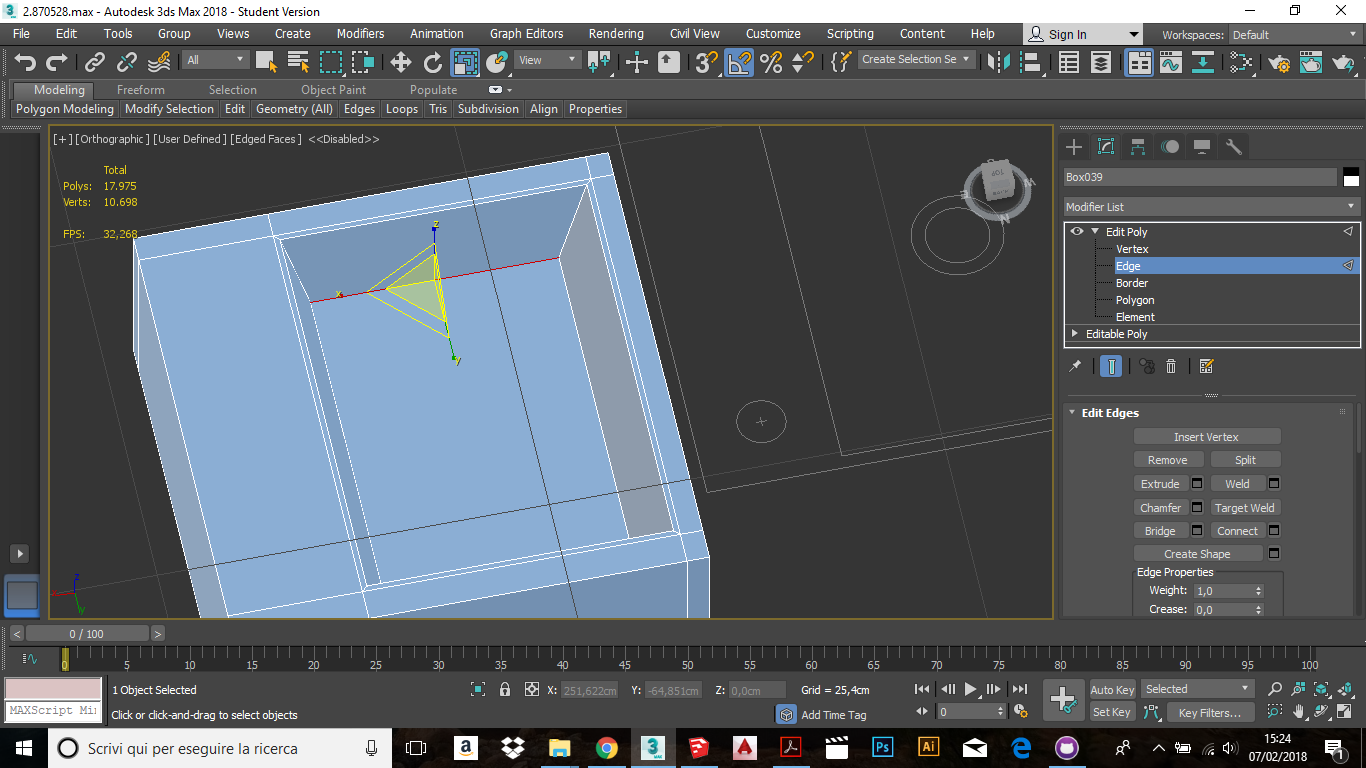 2.870528.max - Autodesk 3ds Max 2018 - Student Version
File Edit Tools Group Views Create Modifiers Animation Graph Editors Rendering Civil View Customize Scripting Content Help Sign In Workspaces: Default
All View Create Selection Se
Modeling Freeform Selection Object Paint Populate
Polygon Modeling Modify Selection Edit Geometry (All) Edges Loops Tris Subdivision Align Properties
[+] [Orthographic ] [User Defined ] [Edged Faces ] <<Disabled>>
Total
Polys: 17.975
Verts: 10.698
FPS: 32,268
z
x
y
TOP
E
W
N
z
y
Box039
Modifier List
Edit Poly
Vertex
Edge
Border
Polygon
Element
Editable Poly
Edit Edges
Insert Vertex
Remove Split
Extrude Weld
Chamfer Target Weld
Bridge Connect
Create Shape
Edge Properties
Weight: 1,0
Crease: 0,0
< 0 / 100 >
0 5 10 15 20 25 30 35 40 45 50 55 60 65 70 75 80 85 90 95 100
1 Object Selected X: 251,622cm Y: -64,851cm Z: 0,0cm Grid = 25,4cm Auto Key Selected
MAXScript Mi Click or click-and-drag to select objects Add Time Tag 0 Set Key Key Filters...
Scrivi qui per eseguire la ricerca
a 3 MAX A Ps Ai e
15:24
07/02/2018
1